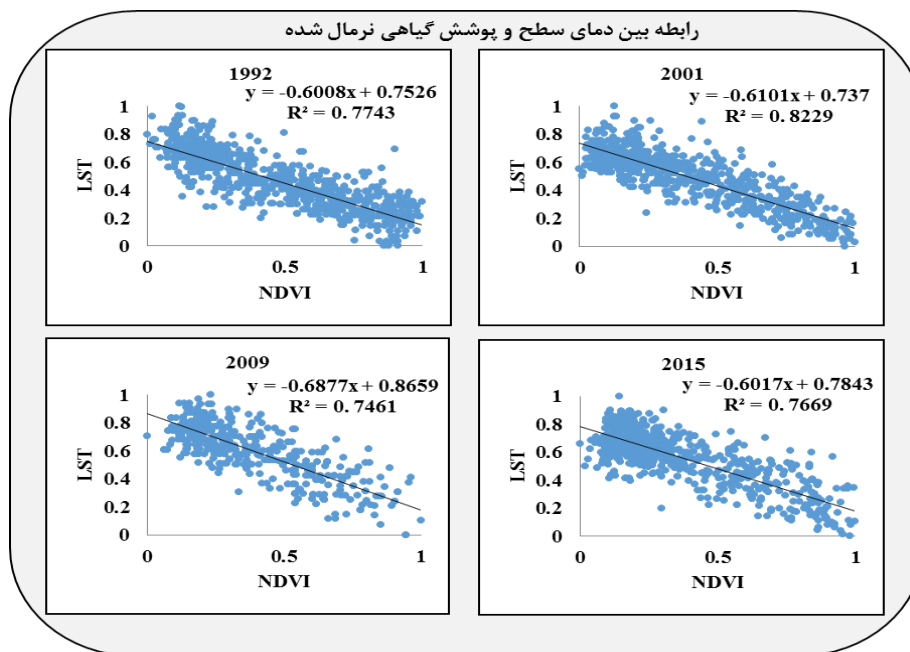 رابطه بین دمای سطح و پوشش گیاهی نرمال شده
1992
y = -0.6008x + 0.7526
R² = 0.7743
1
0.8
0.6
0.4
0.2
0
LST
0
0.5
1
NDVI
2001
y = -0.6101x + 0.737
R² = 0.8229
1
0.8
0.6
0.4
0.2
0
LST
0
0.5
1
NDVI
2009
y = -0.6877x + 0.8659
R² = 0.7461
1
0.8
0.6
0.4
0.2
0
LST
0
0.5
1
NDVI
2015
y = -0.6017x + 0.7843
R² = 0.7669
1
0.8
0.6
0.4
0.2
0
LST
0
0.5
1
NDVI